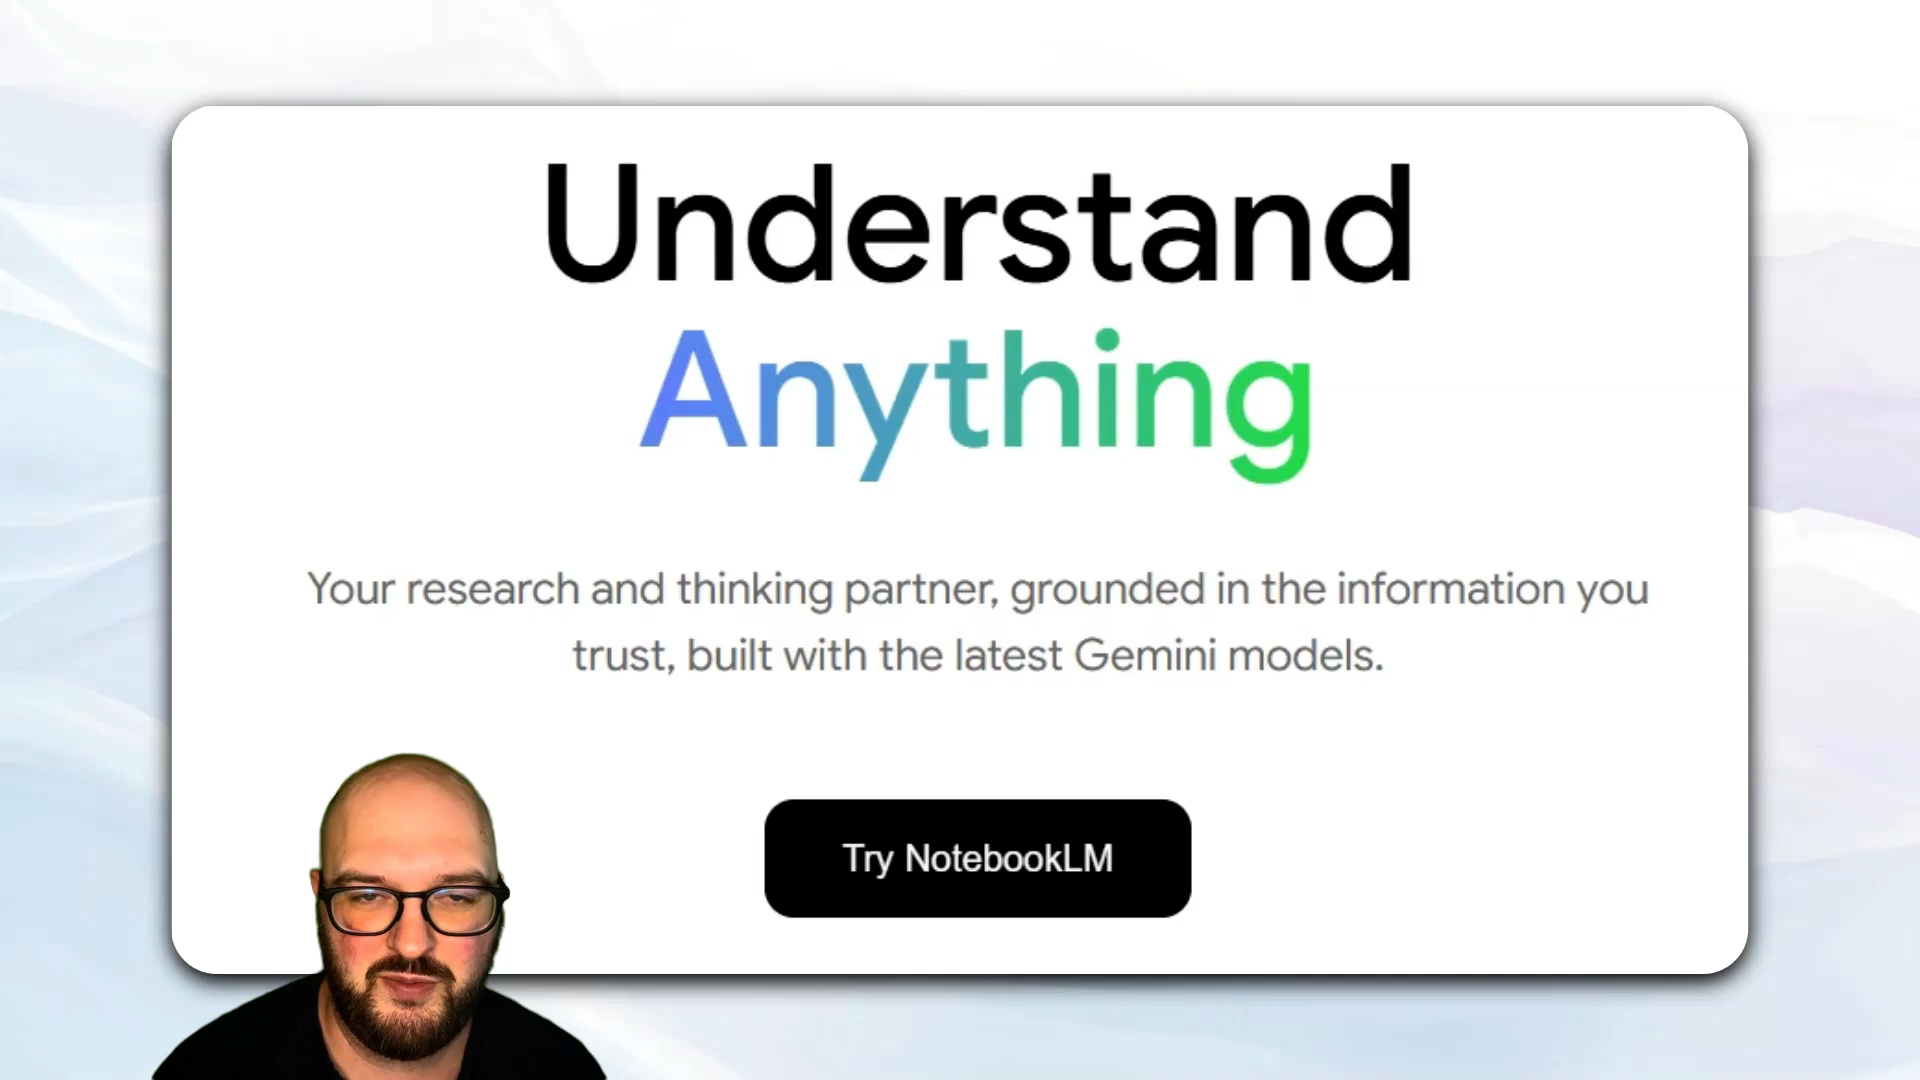 Understand
Anything
Your research and thinking partner, grounded in the information you
trust, built with the latest Gemini models.
Try NotebookLM